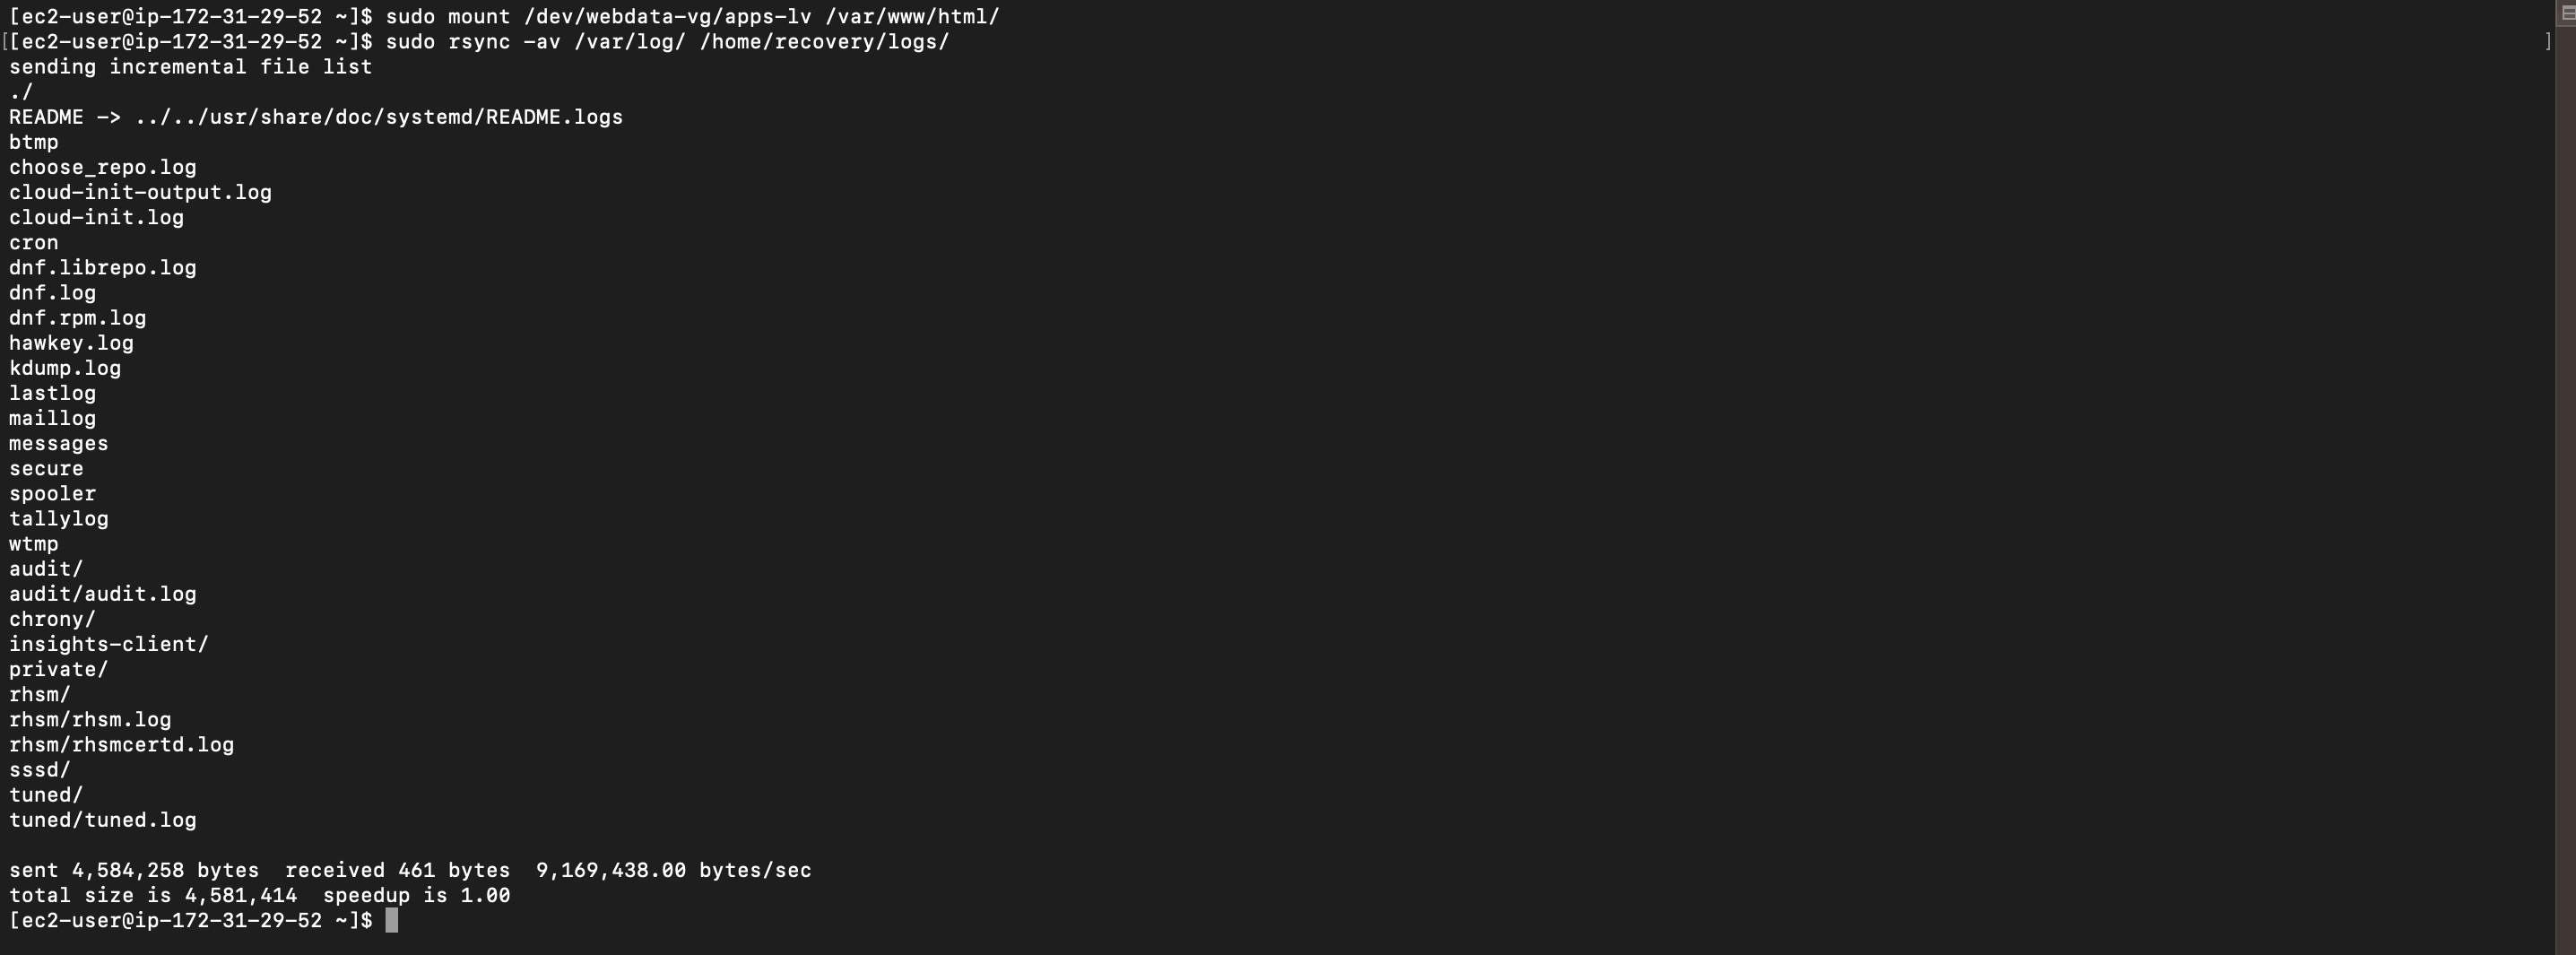 [ec2-user@ip-172-31-29-52 ~]$ sudo mount /dev/webdata-vg/apps-lv /var/www/html/
[[ec2-user@ip-172-31-29-52 ~]$ sudo rsync -av /var/log/ /home/recovery/logs/ ]
sending incremental file list
./
README -> ../../usr/share/doc/systemd/README.logs
btmp
choose_repo.log
cloud-init-output.log
cloud-init.log
cron
dnf.librepo.log
dnf.log
dnf.rpm.log
hawkey.log
kdump.log
lastlog
maillog
messages
secure
spooler
tallylog
wtmp
audit/
audit/audit.log
chrony/
insights-client/
private/
rhsm/
rhsm/rhsm.log
rhsm/rhsmcertd.log
sssd/
tuned/
tuned/tuned.log
sent 4,584,258 bytes  received 461 bytes  9,169,438.00 bytes/sec
total size is 4,581,414  speedup is 1.00
[ec2-user@ip-172-31-29-52 ~]$